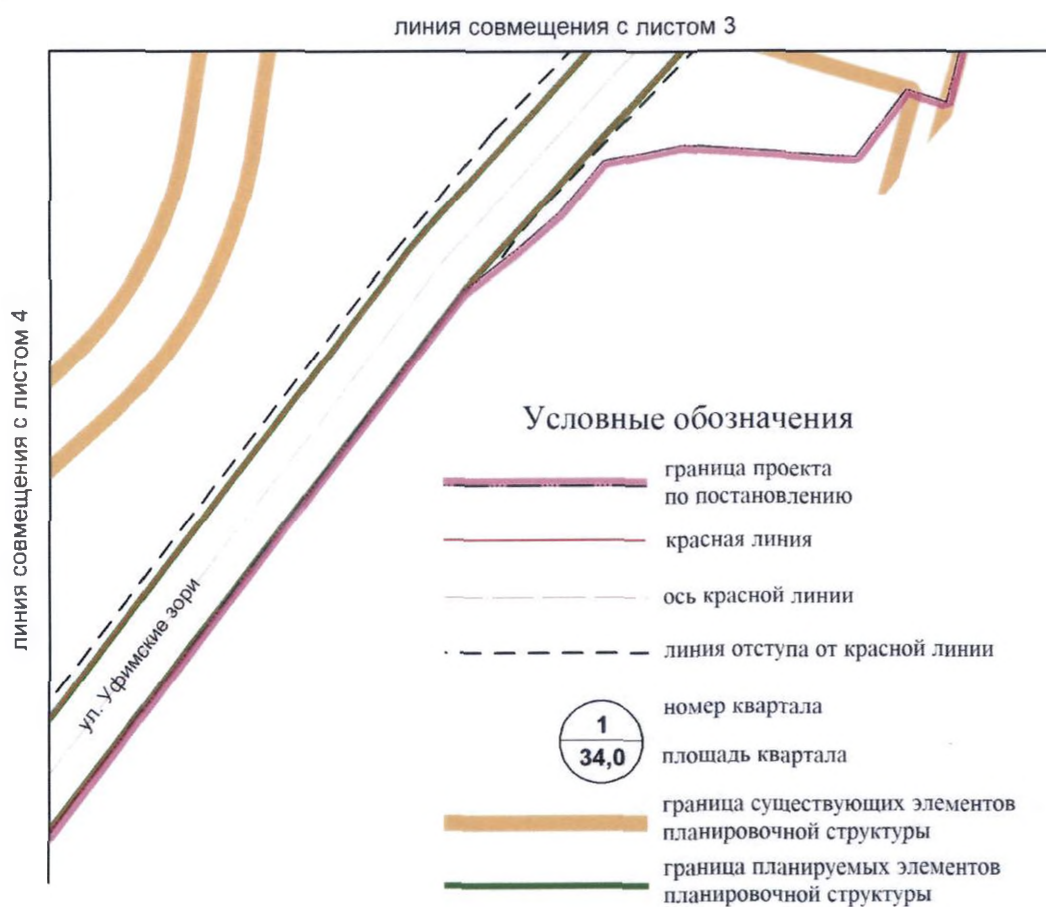 линия совмещения с листом 3
линия совмещения с листом 4
ул. Уфимские зори
Условные обозначения
граница проекта
по постановлению
красная линия
ось красной линии
линия отступа от красной линии
1
номер квартала
34,0
площадь квартала
граница существующих элементов
планировочной структуры
граница планируемых элементов
планировочной структуры